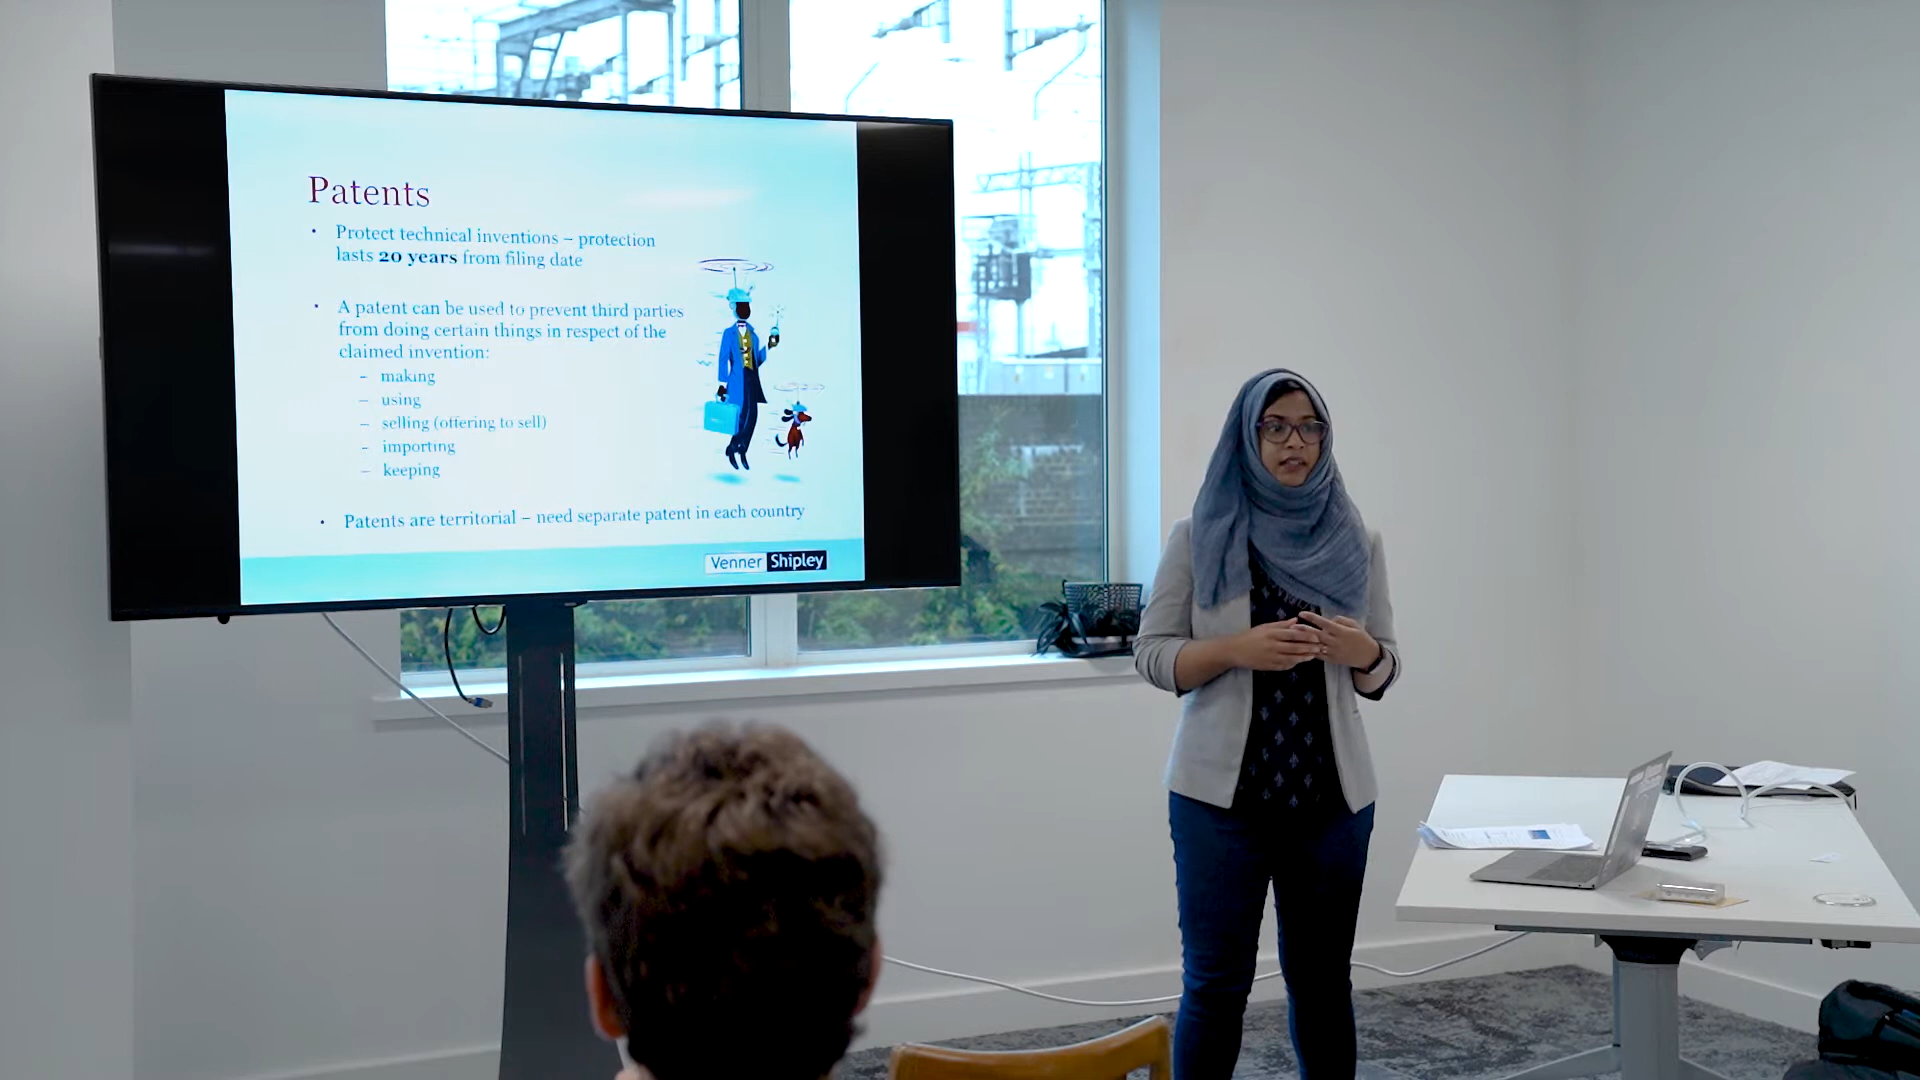 Patents
• Protect technical inventions – protection
lasts 20 years from filing date
• A patent can be used to prevent third parties
from doing certain things in respect of the
claimed invention:
– making
– using
– selling (offering to sell)
– importing
– keeping
• Patents are territorial – need separate patent in each country
Venner Shipley